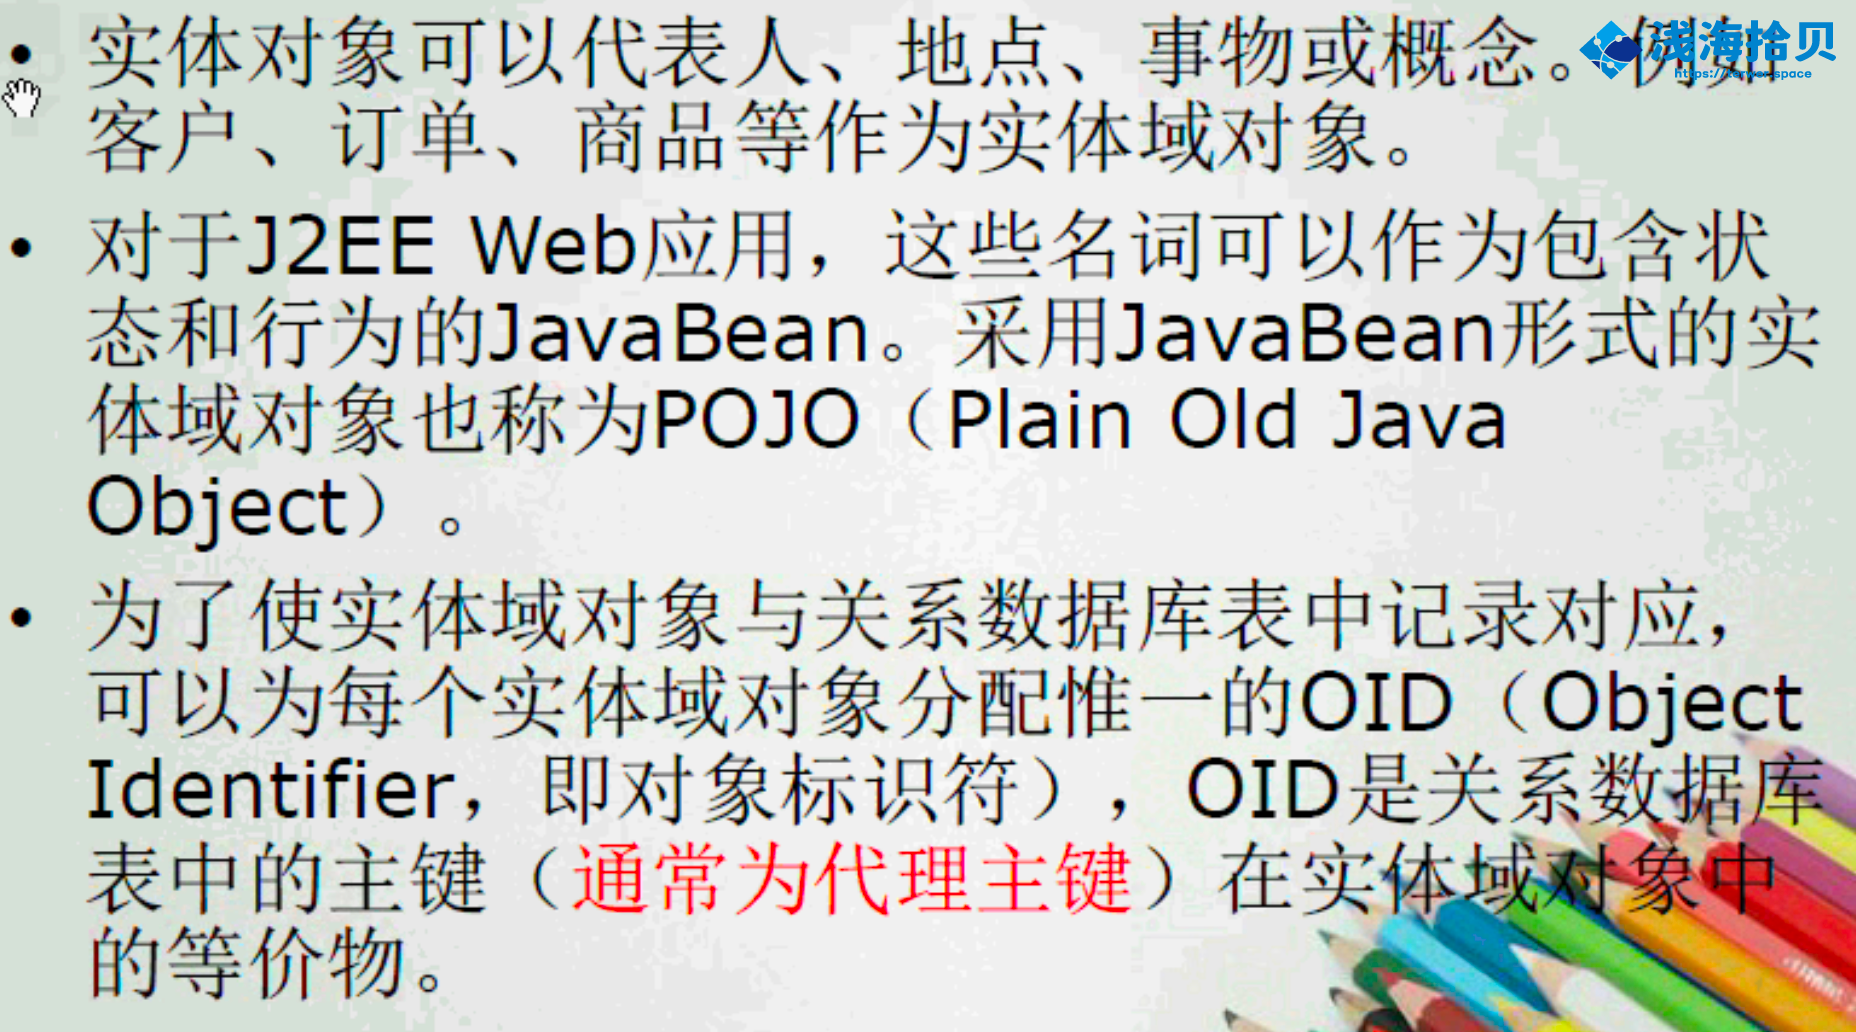 • 实体对象可以代表人、地点、事物或概念。例如
客户、订单、商品等作为实体域对象。
• 对于J2EE Web应用，这些名词可以作为包含状
态和行为的JavaBean。采用JavaBean形式的实
体域对象也称为POJO（Plain Old Java
Object）。
• 为了使实体域对象与关系数据库表中记录对应，
可以为每个实体域对象分配惟一的OID（Object
Identifier，即对象标识符），OID是关系数据库
表中的主键（通常为代理主键）在实体域对象中
的等价物。
浅海拾贝